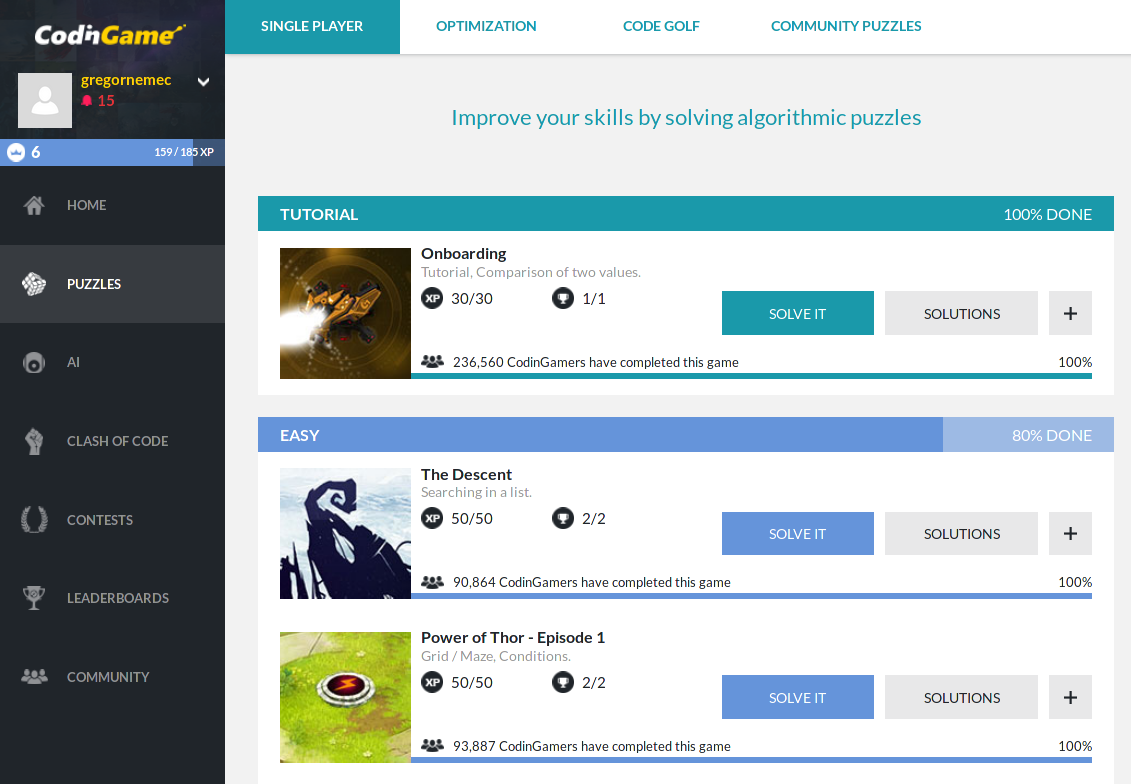 CodinGame
gregornemec
15
6
159 / 185 XP
HOME
PUZZLES
AI
CLASH OF CODE
CONTESTS
LEADERBOARDS
COMMUNITY
SINGLE PLAYER OPTIMIZATION CODE GOLF COMMUNITY PUZZLES
Improve your skills by solving algorithmic puzzles
TUTORIAL 100% DONE
Onboarding
Tutorial, Comparison of two values.
XP 30/30 1/1
SOLVE IT SOLUTIONS +
236,560 CodinGamers have completed this game 100%
EASY 80% DONE
The Descent
Searching in a list.
XP 50/50 2/2
SOLVE IT SOLUTIONS +
90,864 CodinGamers have completed this game 100%
Power of Thor - Episode 1
Grid / Maze, Conditions.
XP 50/50 2/2
SOLVE IT SOLUTIONS +
93,887 CodinGamers have completed this game 100%